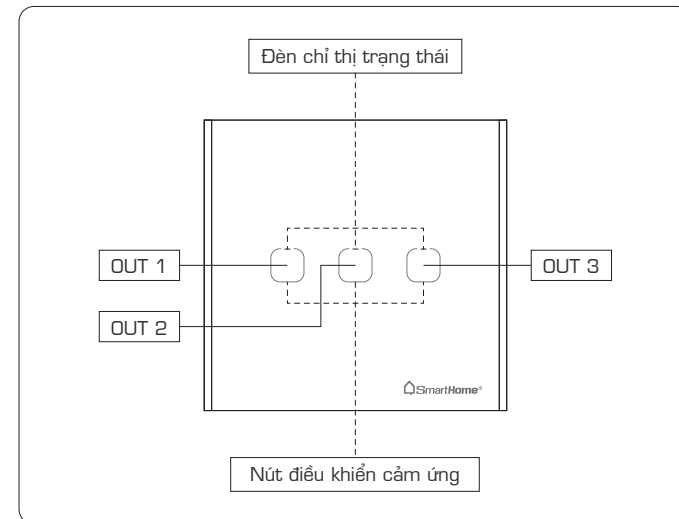 Đèn chỉ thị trạng thái
OUT 1
OUT 3
OUT 2
SmartHome®
Nút điều khiển cảm ứng